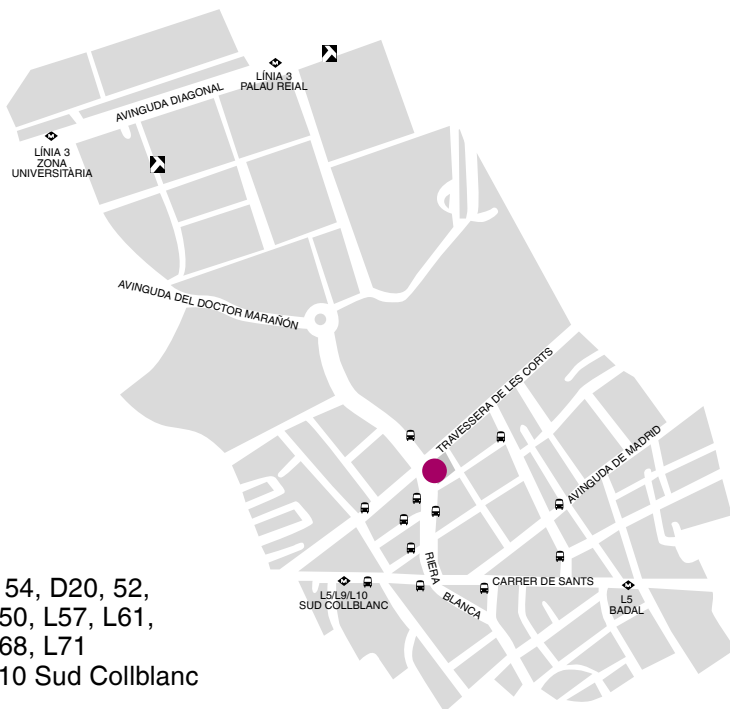 LÍNIA 3
PALAU REIAL
AVINGUDA DIAGONAL
LÍNIA 3
ZONA
UNIVERSITÀRIA
AVINGUDA DEL DOCTOR MARAÑÓN
TRAVESSERA DE LES CORTS
AVINGUDA DE MADRID
RIERA
BLANCA
CARRER DE SANTS
L5/L9/L10
SUD COLLBLANC
L5
BADAL
54, D20, 52,
50, L57, L61,
68, L71
10 Sud Collblanc